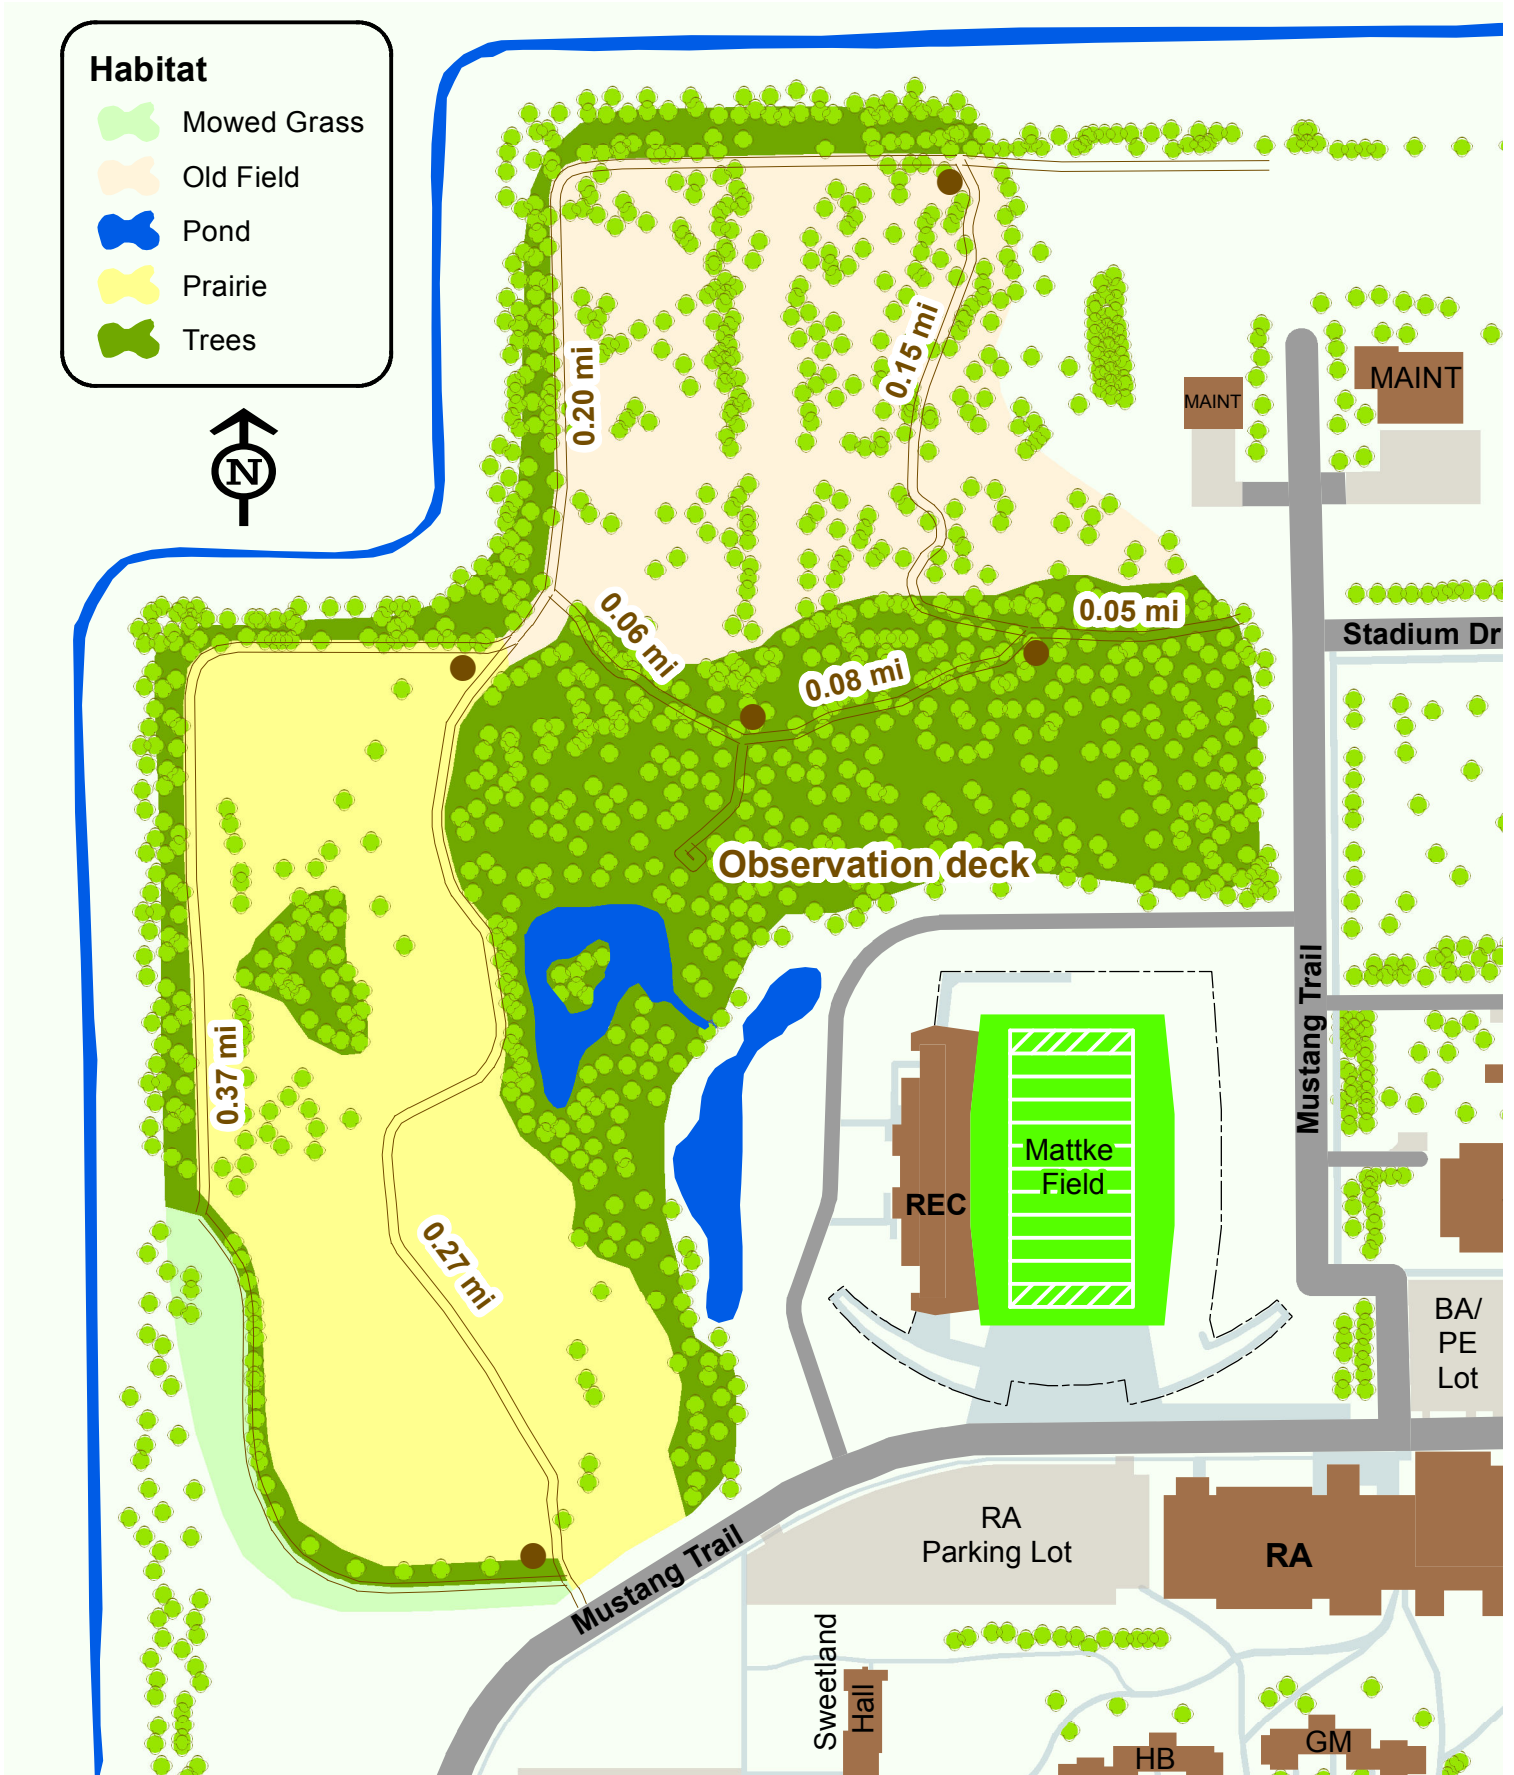 Habitat
Mowed Grass
Old Field
Pond
Prairie
Trees
N
0.20 mi
0.15 mi
MAINT
MAINT
0.06 mi
0.05 mi
0.08 mi
Stadium Dr
Observation deck
Mustang Trail
0.37 mi
Mattke
Field
REC
0.27 mi
BA/
PE
Lot
RA
Parking Lot
RA
Mustang Trail
Sweetland
Hall
HB
GM